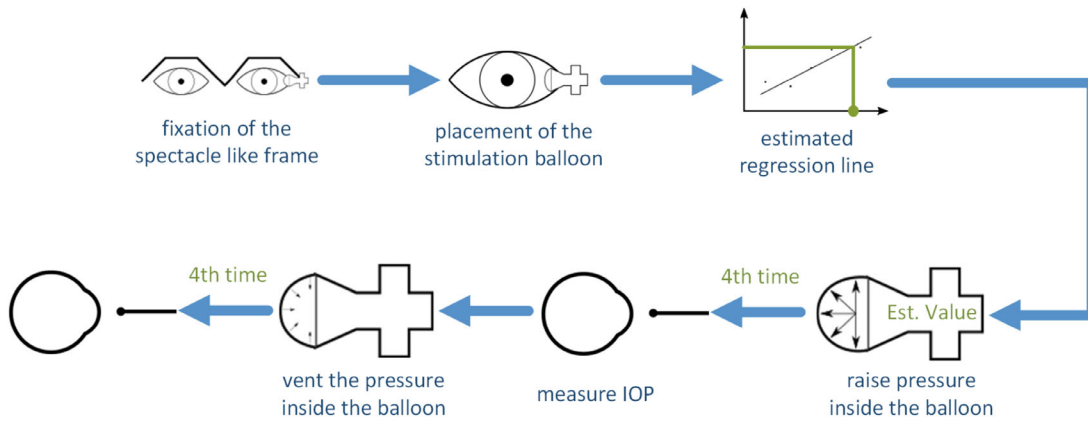 fixation of the
spectacle like frame
placement of the
stimulation balloon
estimated
regression line
4th time
4th time
Est. Value
vent the pressure
inside the balloon
measure IOP
raise pressure
inside the balloon